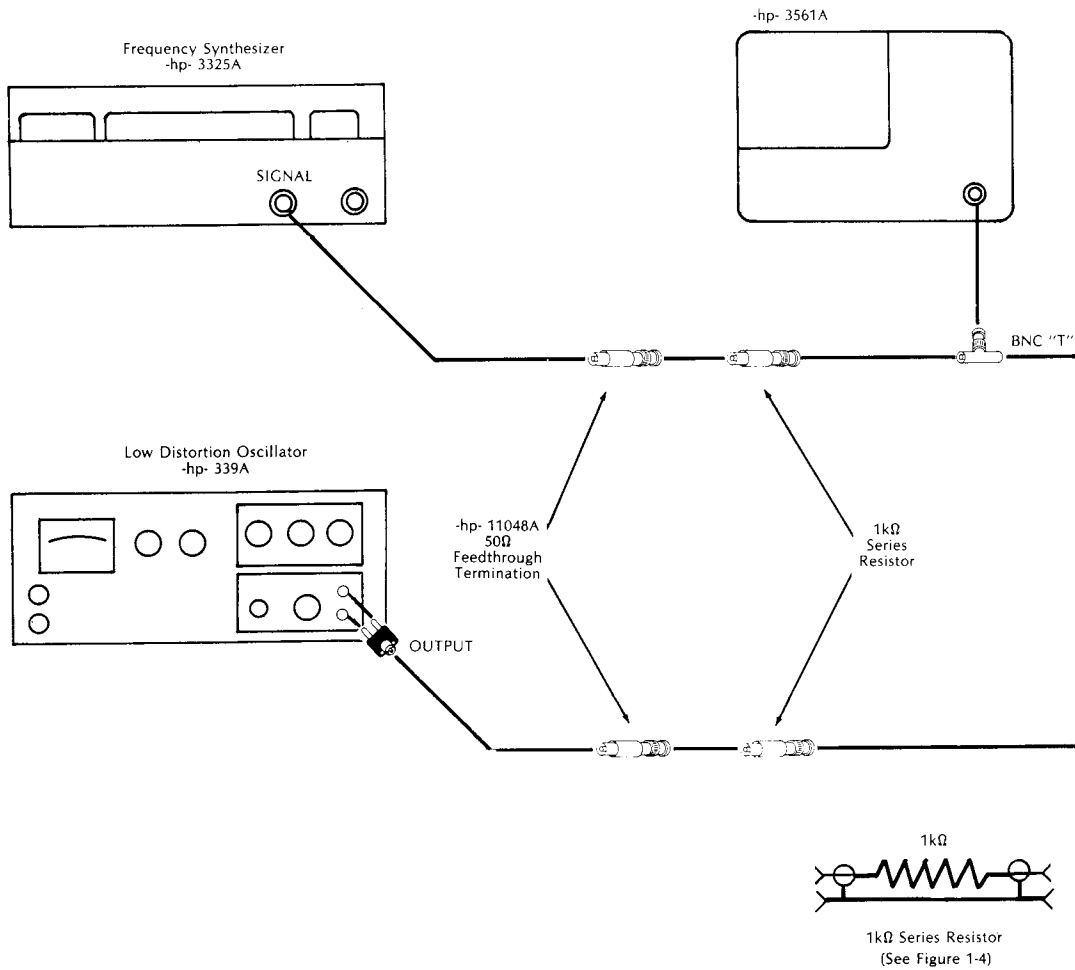 -hp- 3561A
Frequency Synthesizer
-hp- 3325A
SIGNAL
BNC "T"
Low Distortion Oscillator
-hp- 339A
-hp- 11048A
50Ω
Feedthrough
Termination
1kΩ
Series
Resistor
OUTPUT
1kΩ
1kΩ Series Resistor
(See Figure 1-4)